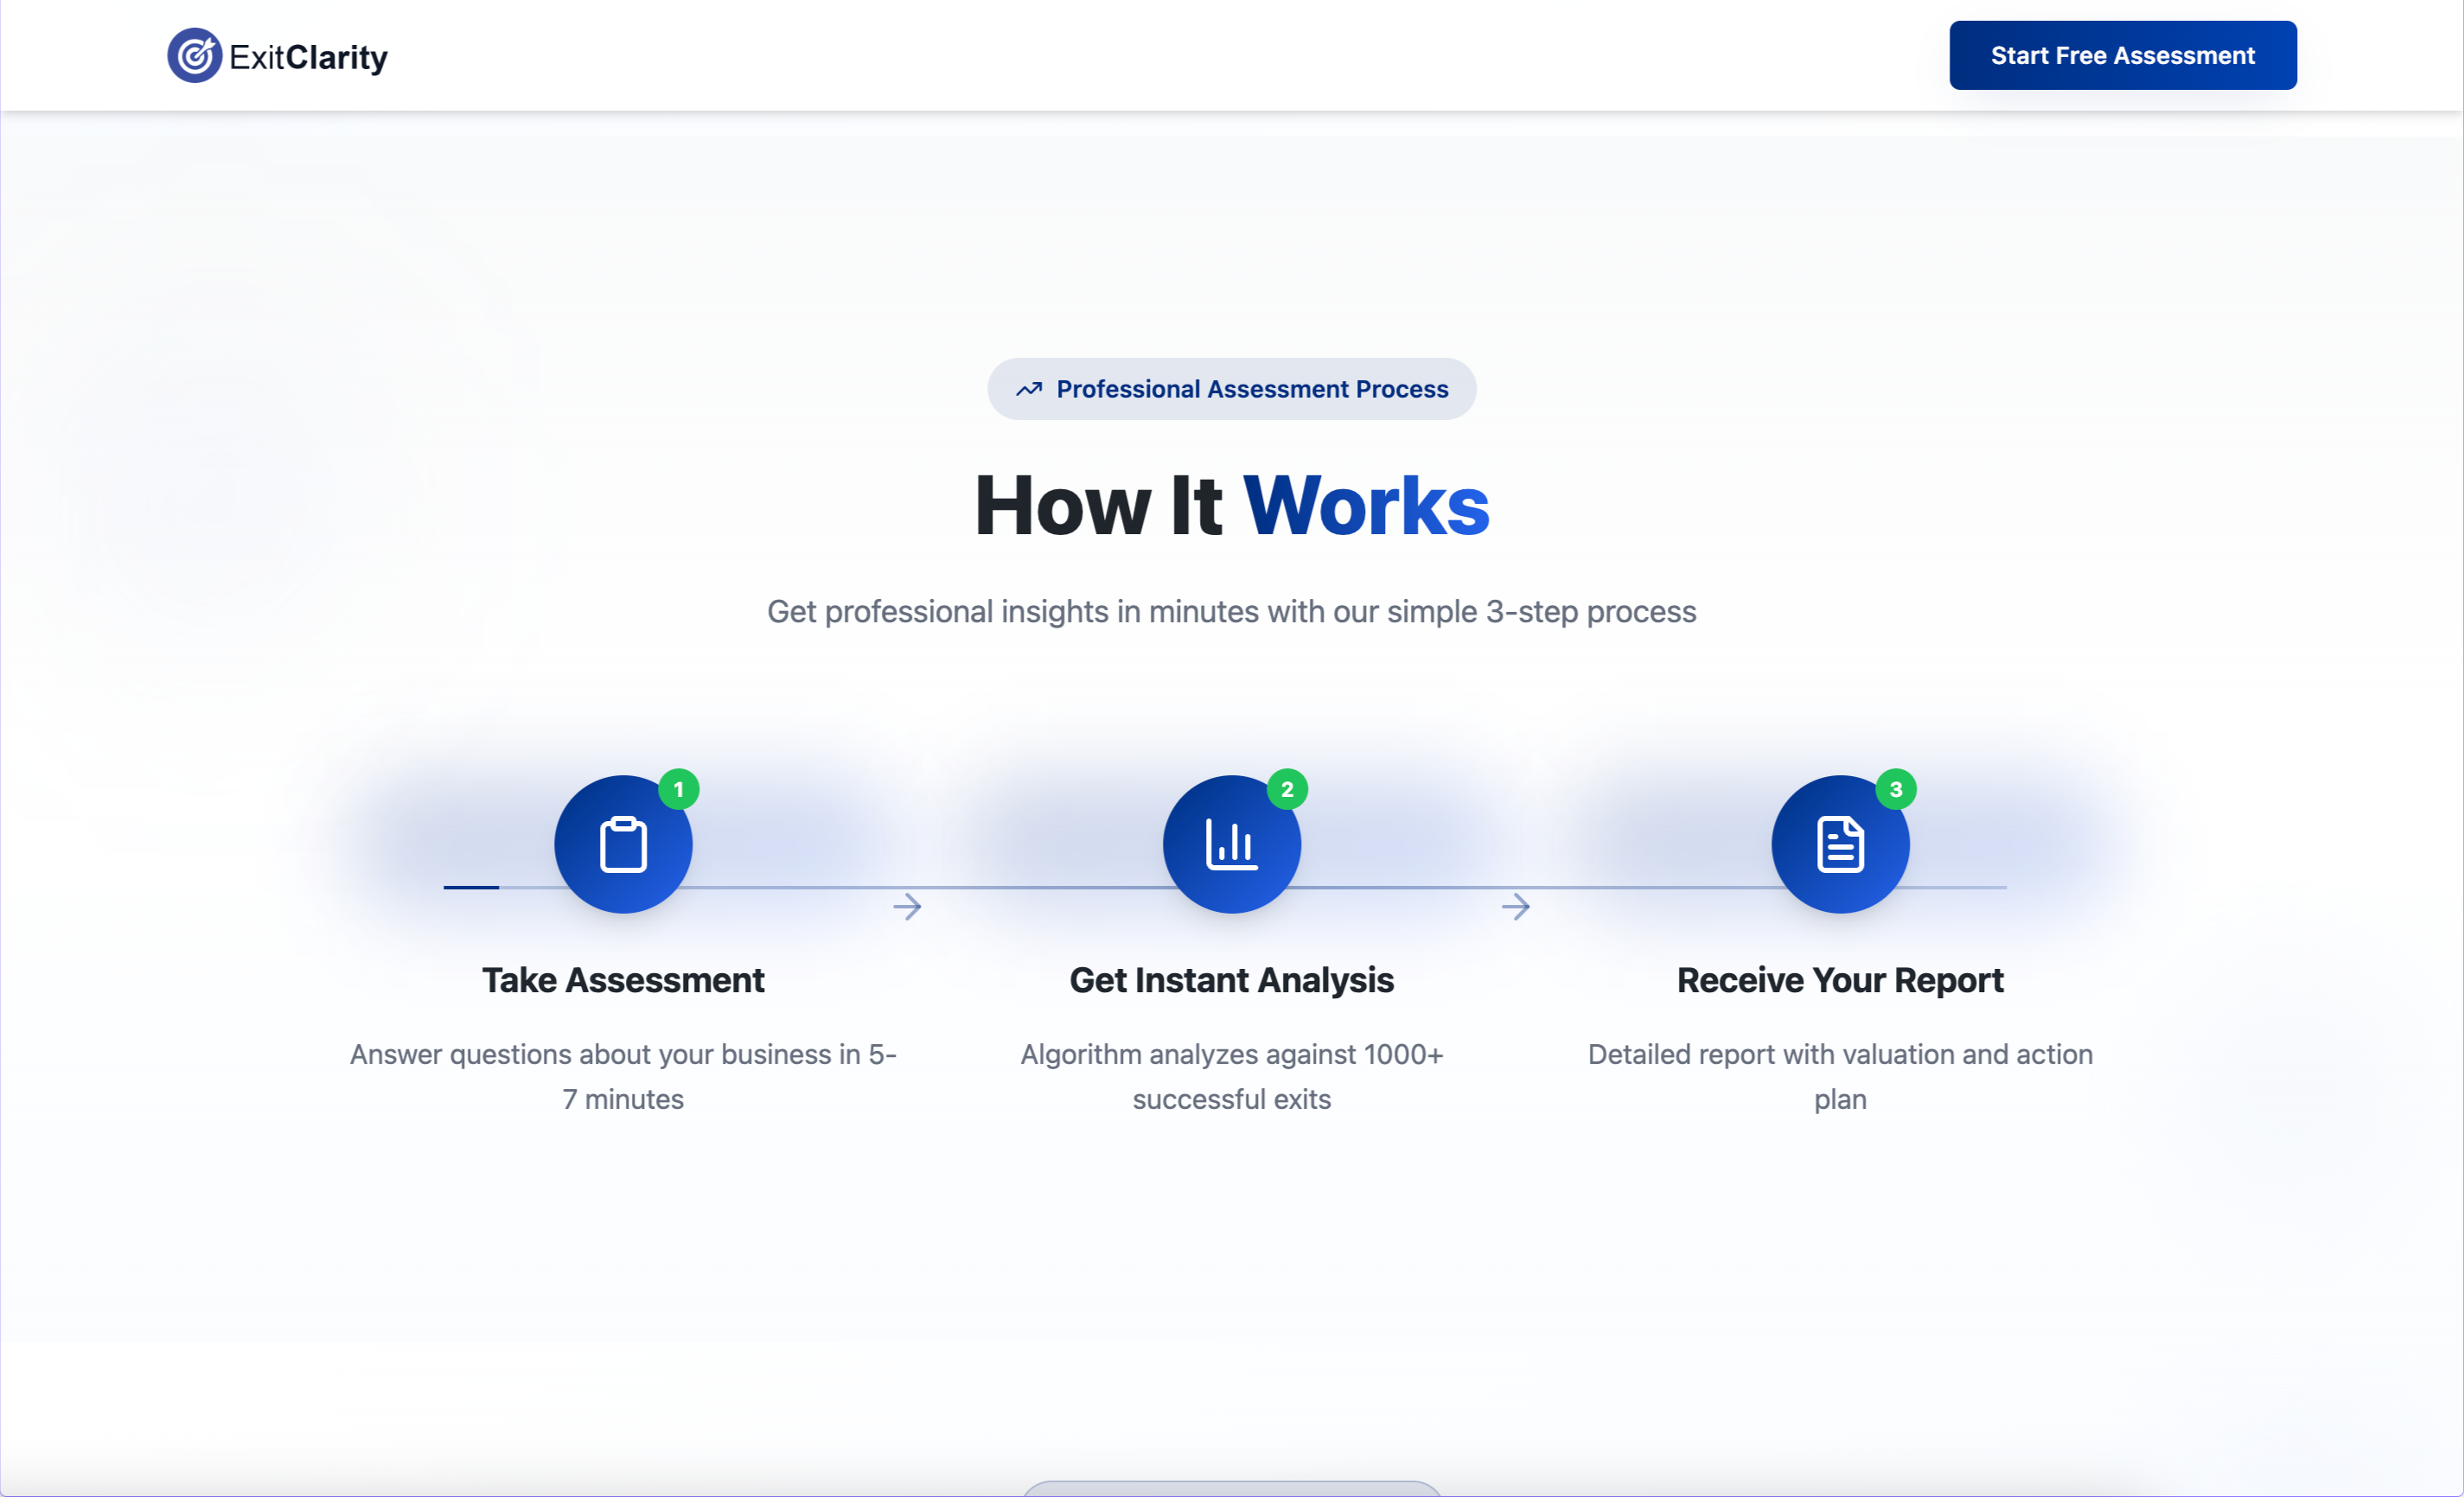 ExitClarity
Start Free Assessment
Professional Assessment Process
How It Works
Get professional insights in minutes with our simple 3-step process
1
2
3
Take Assessment
Answer questions about your business in 5-
7 minutes
Get Instant Analysis
Algorithm analyzes against 1000+
successful exits
Receive Your Report
Detailed report with valuation and action
plan